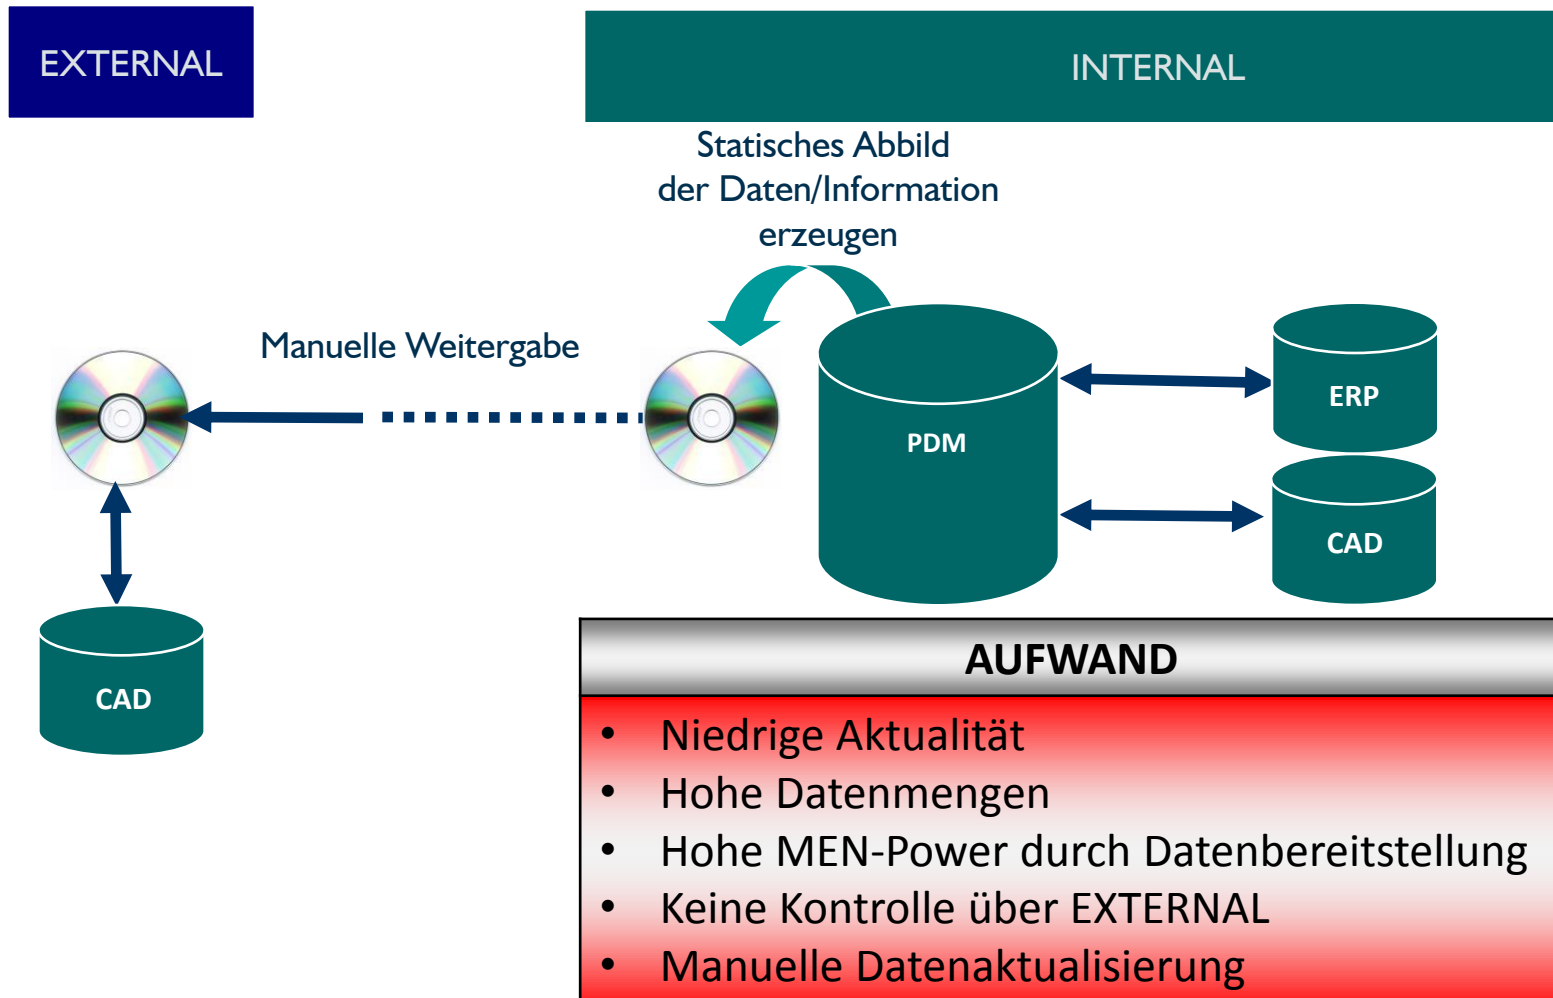 EXTERNAL
INTERNAL
Statisches Abbild
der Daten/Information
erzeugen
Manuelle Weitergabe
PDM
ERP
CAD
CAD
AUFWAND
• Niedrige Aktualität
• Hohe Datenmengen
• Hohe MEN-Power durch Datenbereitstellung
• Keine Kontrolle über EXTERNAL
• Manuelle Datenaktualisierung